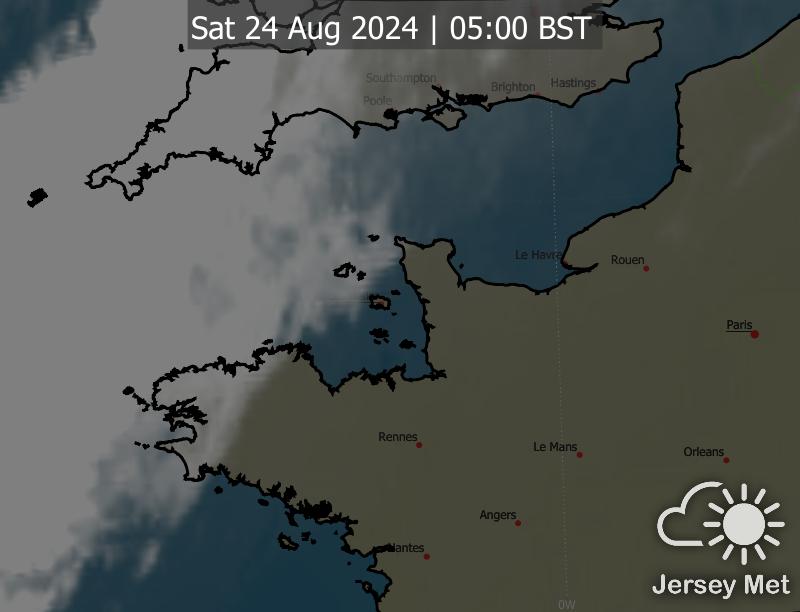 Sat 24 Aug 2024 | 05:00 BST
Southampton
Brighton
Hastings
Poole
Le Havre
Rouen
Paris
Rennes
Le Mans
Orleans
Angers
Nantes
Jersey Met
0W